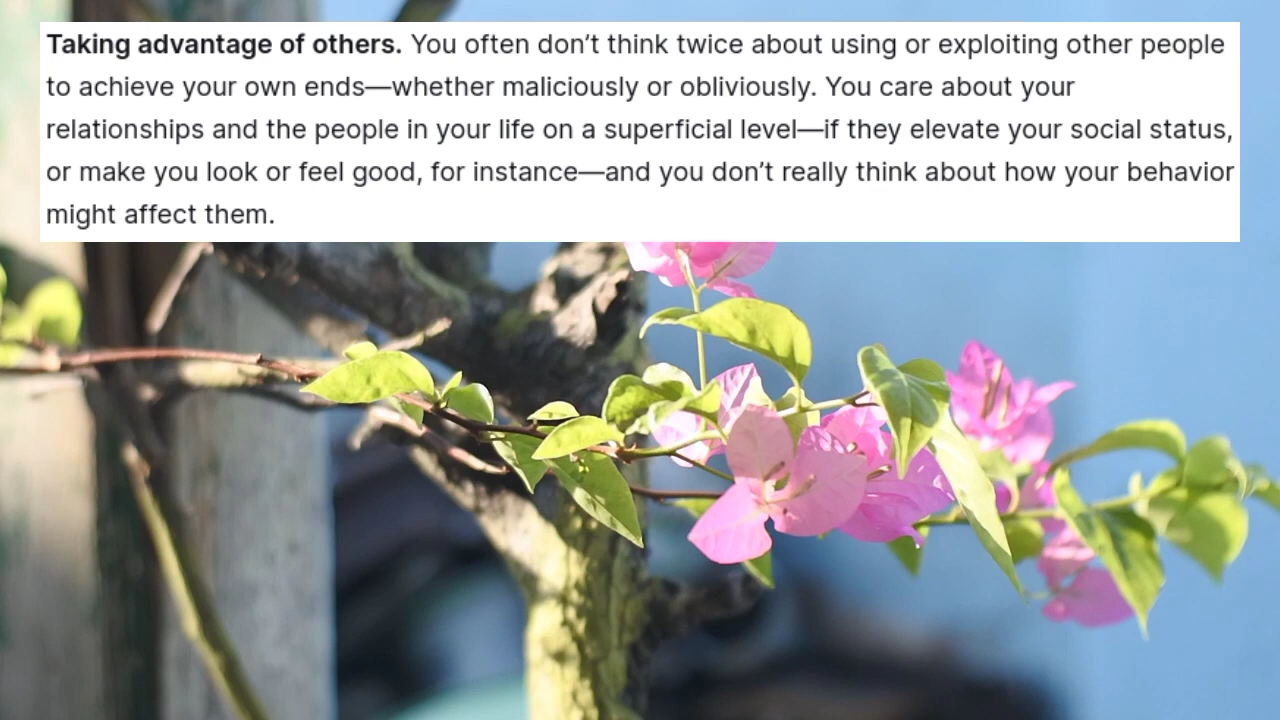 Taking advantage of others. You often don’t think twice about using or exploiting other people
to achieve your own ends—whether maliciously or obliviously. You care about your
relationships and the people in your life on a superficial level—if they elevate your social status,
or make you look or feel good, for instance—and you don’t really think about how your behavior
might affect them.